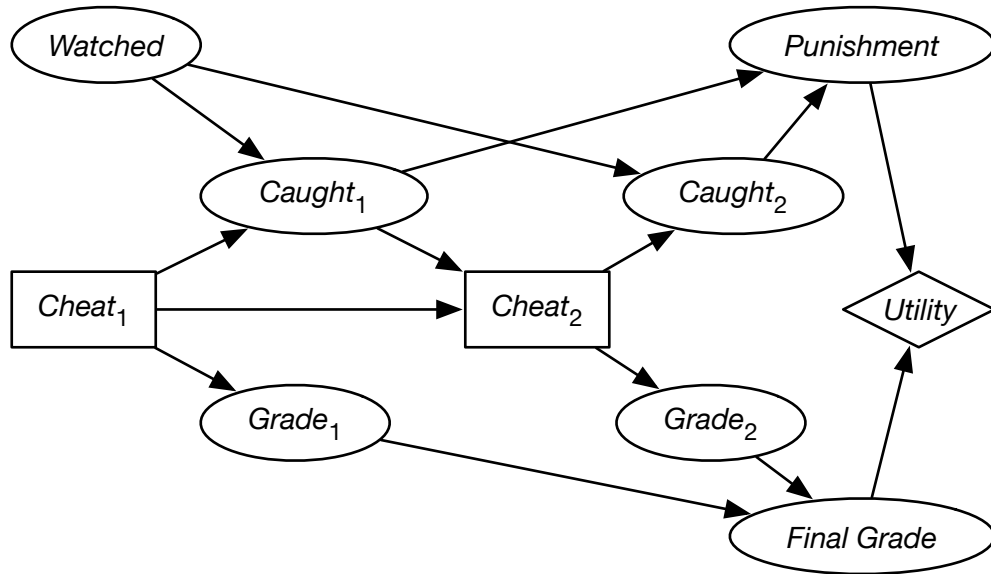 Watched
Punishment
Caught1
Caught2
Cheat1
Cheat2
Utility
Grade1
Grade2
Final Grade